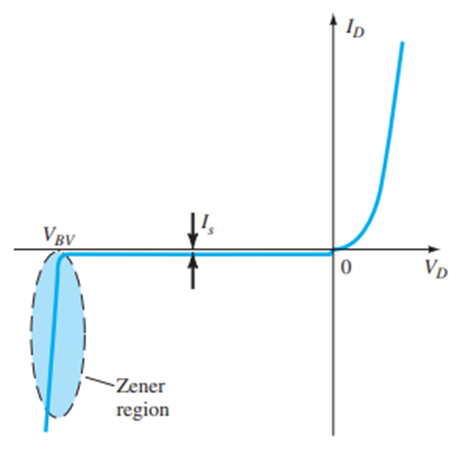 I_D
V_BV
I_s
0
V_D
Zener
region